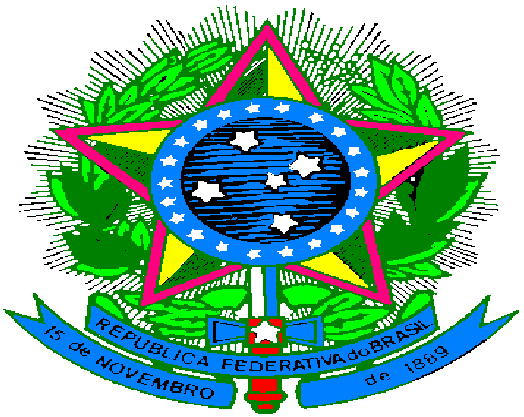 REPUBLICA FEDERATIVA do BRASIL
15 de NOVEMBRO de 1889